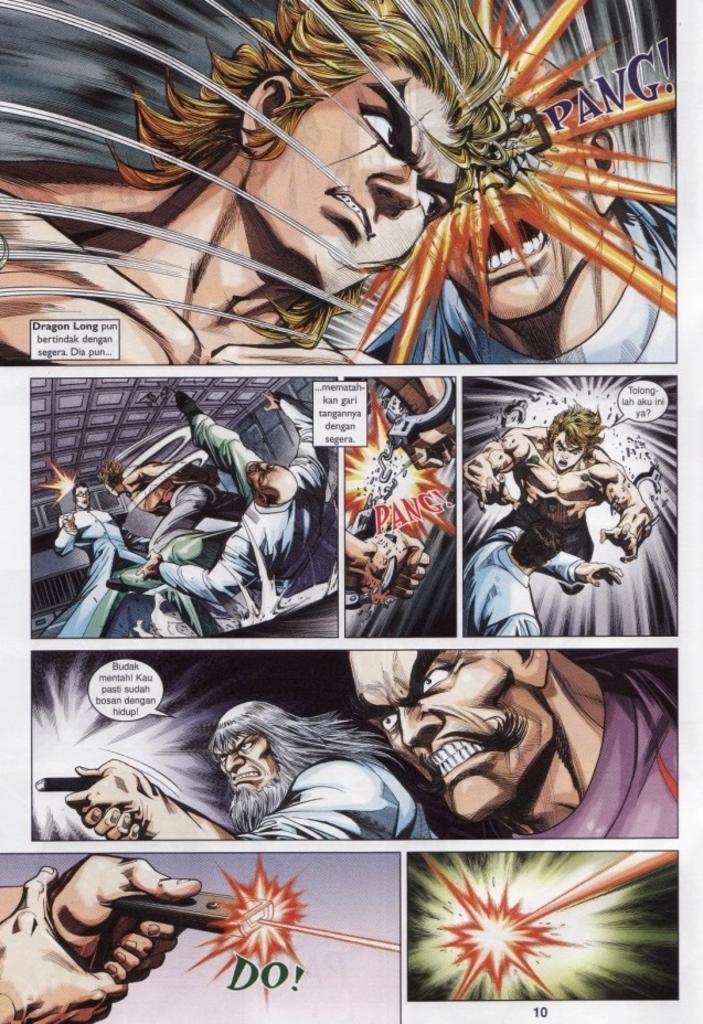 PANG!
Dragon Long pun
bertindak dengan
segera. Dia pun...
...mematah-
kan gari
tangannya
dengan
segera.
PANG!
Tolong-
lah aku ini
ya?
Budak
mentah! Kau
pasti sudah
bosan dengan
hidup!
DO!
10